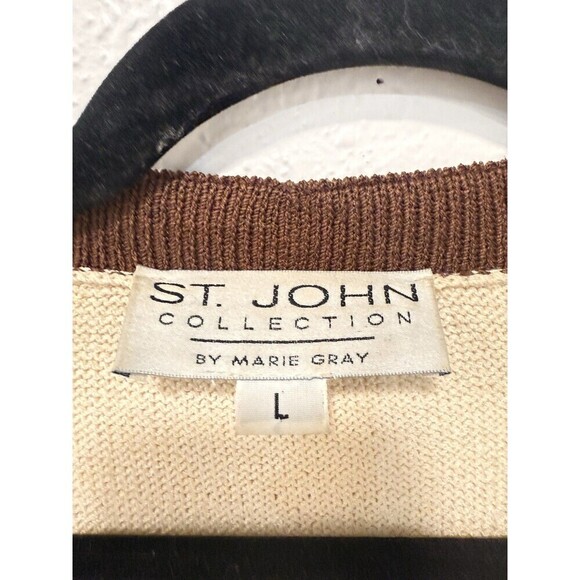 ST. JOHN
COLLECTION
BY MARIE GRAY
L